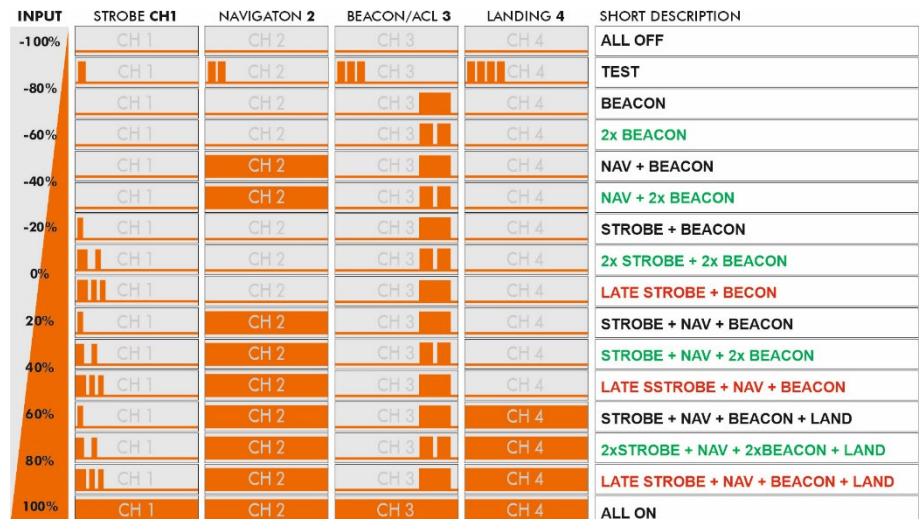 INPUT STROBE CH1 NAVIGATON 2 BEACON/ACL 3 LANDING 4 SHORT DESCRIPTION
-100% CH 1 CH 2 CH 3 CH 4 ALL OFF
CH 1 CH 2 CH 3 CH 4 TEST
-80%
CH 1 CH 2 CH 3 CH 4 BEACON
-60% CH 1 CH 2 CH 3 CH 4 2x BEACON
CH 1 CH 2 CH 3 CH 4 NAV + BEACON
-40%
CH 1 CH 2 CH 3 CH 4 NAV + 2x BEACON
-20% CH 1 CH 2 CH 3 CH 4 STROBE + BEACON
CH 1 CH 2 CH 3 CH 4 2x STROBE + 2x BEACON
0%
CH 1 CH 2 CH 3 CH 4 LATE STROBE + BECON
20% CH 1 CH 2 CH 3 CH 4 STROBE + NAV + BEACON
CH 1 CH 2 CH 3 CH 4 STROBE + NAV + 2x BEACON
40%
CH 1 CH 2 CH 3 CH 4 LATE SSTROBE + NAV + BEACON
60% CH 1 CH 2 CH 3 CH 4 STROBE + NAV + BEACON + LAND
CH 1 CH 2 CH 3 CH 4 2xSTROBE + NAV + 2xBEACON + LAND
80%
CH 1 CH 2 CH 3 CH 4 LATE STROBE + NAV + BEACON + LAND
100% CH 1 CH 2 CH 3 CH 4 ALL ON